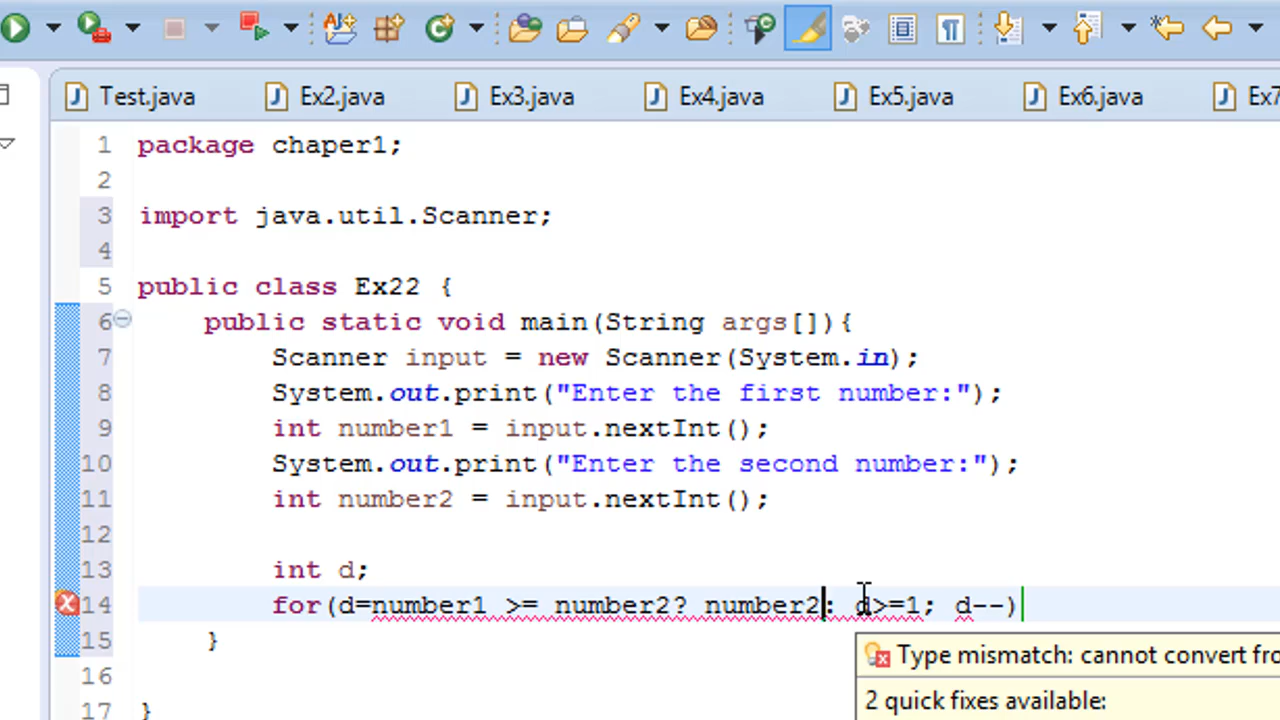 Test.java Ex2.java Ex3.java Ex4.java Ex5.java Ex6.java Ex7
1 package chaper1;
2
3 import java.util.Scanner;
4
5 public class Ex22 {
6 public static void main(String args[]){
7 Scanner input = new Scanner(System.in);
8 System.out.print("Enter the first number:");
9 int number1 = input.nextInt();
10 System.out.print("Enter the second number:");
11 int number2 = input.nextInt();
12
13 int d;
14 for(d=number1 >= number2? number2: d>=1; d--)
15 }
16
17 }
Type mismatch: cannot convert fro
2 quick fixes available: